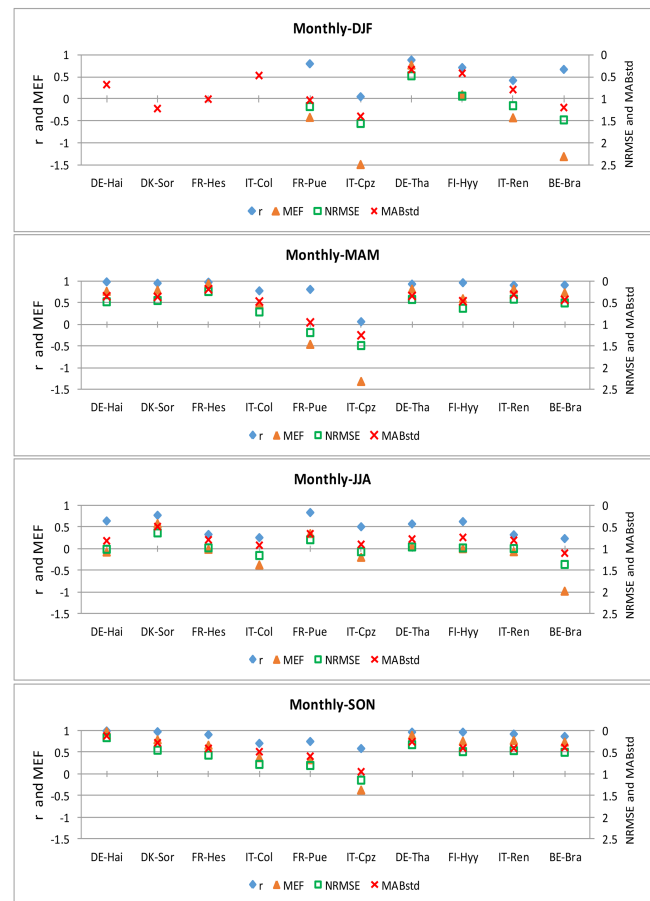 Monthly-DJF
1 0
0.5 0.5
0 1
-0.5 1.5
-1 2
-1.5 2.5
r and MEF
NRMSE and MABstd
DE-Hai DK-Sor FR-Hes IT-Col FR-Pue IT-Cpz DE-Tha FI-Hyy IT-Ren BE-Bra
r MEF NRMSE MABstd
Monthly-MAM
1 0
0.5 0.5
0 1
-0.5 1.5
-1 2
-1.5 2.5
r and MEF
NRMSE and MABstd
DE-Hai DK-Sor FR-Hes IT-Col FR-Pue IT-Cpz DE-Tha FI-Hyy IT-Ren BE-Bra
r MEF NRMSE MABstd
Monthly-JJA
1 0
0.5 0.5
0 1
-0.5 1.5
-1 2
-1.5 2.5
r and MEF
NRMSE and MABstd
DE-Hai DK-Sor FR-Hes IT-Col FR-Pue IT-Cpz DE-Tha FI-Hyy IT-Ren BE-Bra
r MEF NRMSE MABstd
Monthly-SON
1 0
0.5 0.5
0 1
-0.5 1.5
-1 2
-1.5 2.5
r and MEF
NRMSE and MABstd
DE-Hai DK-Sor FR-Hes IT-Col FR-Pue IT-Cpz DE-Tha FI-Hyy IT-Ren BE-Bra
r MEF NRMSE MABstd